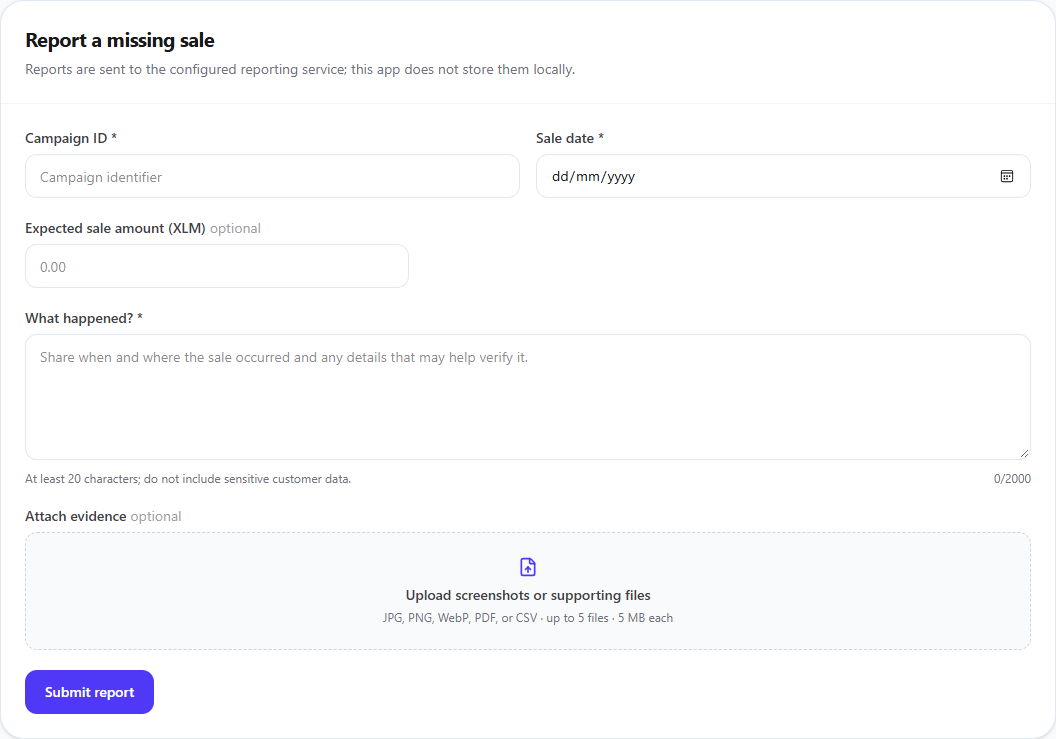 Report a missing sale
Reports are sent to the configured reporting service; this app does not store them locally.
Campaign ID *
Sale date *
Campaign identifier
dd/mm/yyyy
Expected sale amount (XLM) optional
0.00
What happened? *
Share when and where the sale occurred and any details that may help verify it.
At least 20 characters; do not include sensitive customer data.
0/2000
Attach evidence optional
Upload screenshots or supporting files
JPG, PNG, WebP, PDF, or CSV · up to 5 files · 5 MB each
Submit report